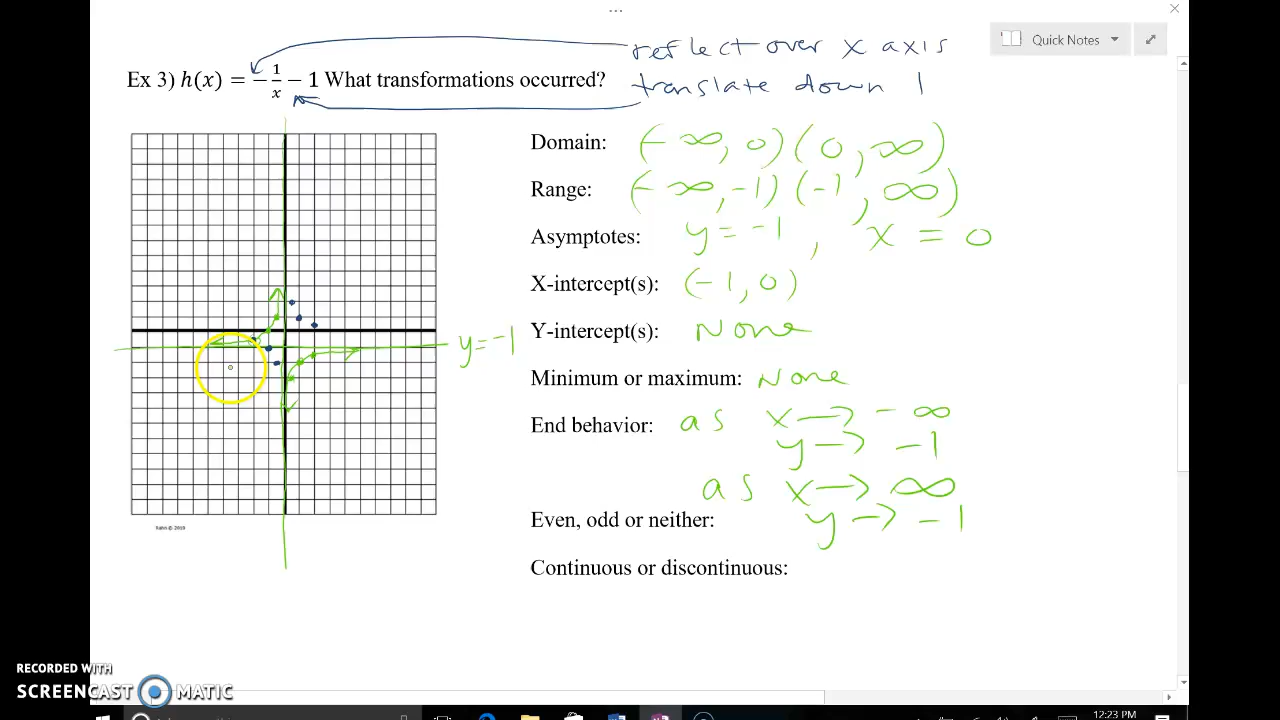 Quick Notes
reflect over x axis
Ex 3) h(x) = − 1/x − 1 What transformations occurred?
translate down 1
Domain: (-∞, 0) (0, ∞)
Range: (-∞, -1) (-1, ∞)
Asymptotes: y = -1, x = 0
X-intercept(s): (-1, 0)
Y-intercept(s): None
y = -1
Minimum or maximum: None
End behavior: as x → -∞
y → -1
as x → ∞
Even, odd or neither: y → -1
Continuous or discontinuous:
RECORDED WITH
SCREENCAST MATIC
12:23 PM